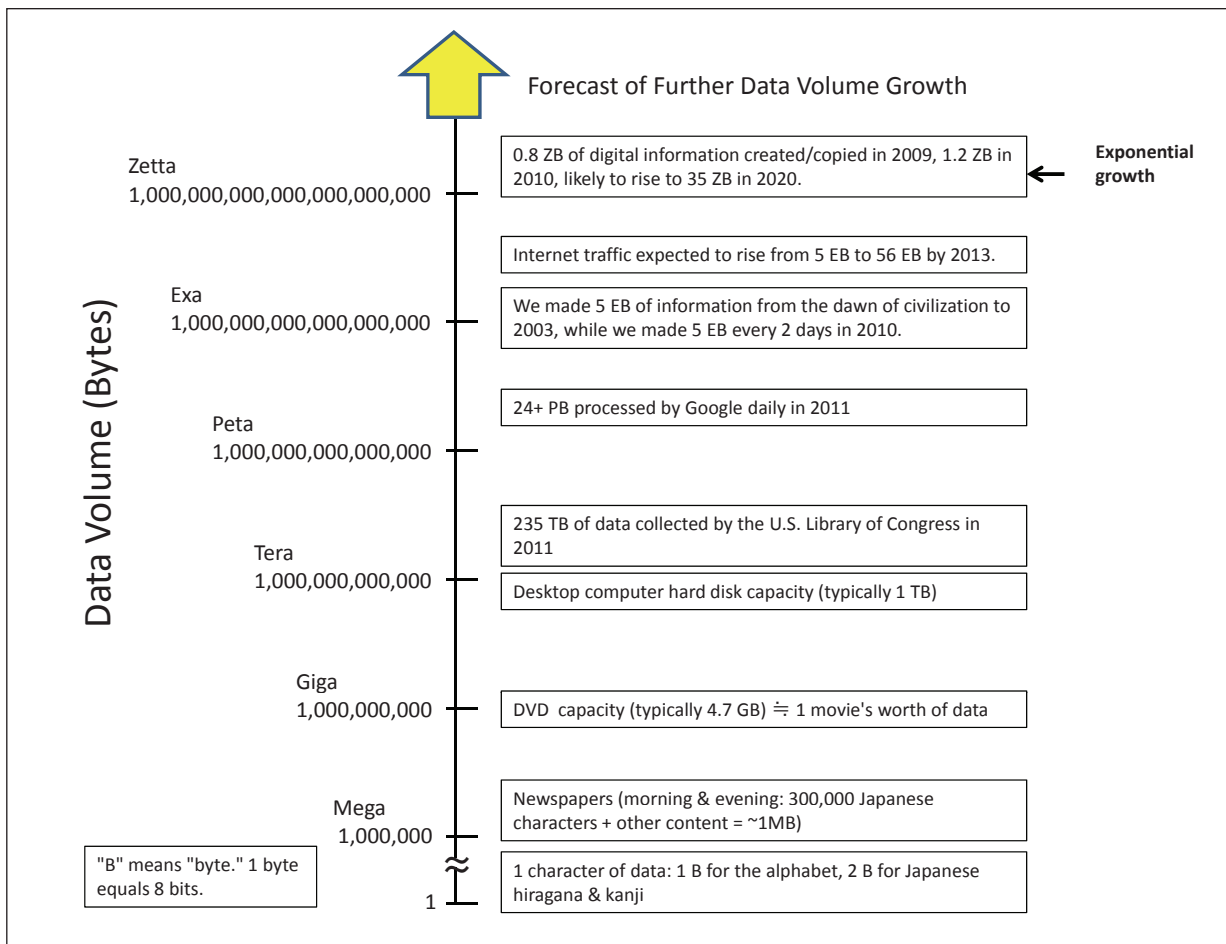 Forecast of Further Data Volume Growth
Zetta
1,000,000,000,000,000,000,000
0.8 ZB of digital information created/copied in 2009, 1.2 ZB in
2010, likely to rise to 35 ZB in 2020.
Exponential
growth
Internet traffic expected to rise from 5 EB to 56 EB by 2013.
Data Volume (Bytes)
Exa
1,000,000,000,000,000,000
We made 5 EB of information from the dawn of civilization to
2003, while we made 5 EB every 2 days in 2010.
24+ PB processed by Google daily in 2011
Peta
1,000,000,000,000,000
235 TB of data collected by the U.S. Library of Congress in
2011
Tera
1,000,000,000,000
Desktop computer hard disk capacity (typically 1 TB)
Giga
1,000,000,000
DVD capacity (typically 4.7 GB) ≒ 1 movie's worth of data
Mega
1,000,000
Newspapers (morning & evening: 300,000 Japanese
characters + other content = ~1MB)
"B" means "byte." 1 byte
equals 8 bits.
1
1 character of data: 1 B for the alphabet, 2 B for Japanese
hiragana & kanji